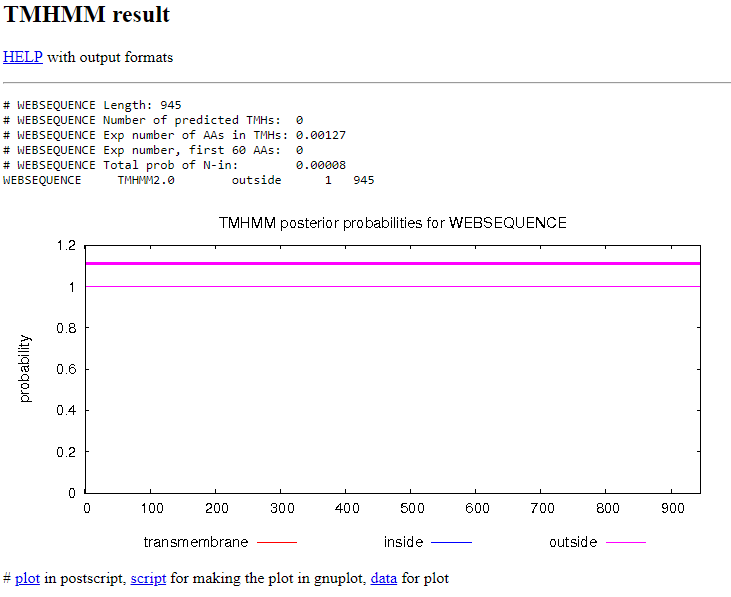 TMHMM result
HELP with output formats
# WEBSEQUENCE Length: 945
# WEBSEQUENCE Number of predicted TMHs:  0
# WEBSEQUENCE Exp number of AAs in TMHs: 0.00127
# WEBSEQUENCE Exp number, first 60 AAs:  0
# WEBSEQUENCE Total prob of N-in:        0.00008
WEBSEQUENCE     TMHMM2.0        outside      1   945
TMHMM posterior probabilities for WEBSEQUENCE
1.2
1
0.8
0.6
0.4
0.2
0
probability
0 100 200 300 400 500 600 700 800 900
transmembrane inside outside
# plot in postscript, script for making the plot in gnuplot, data for plot